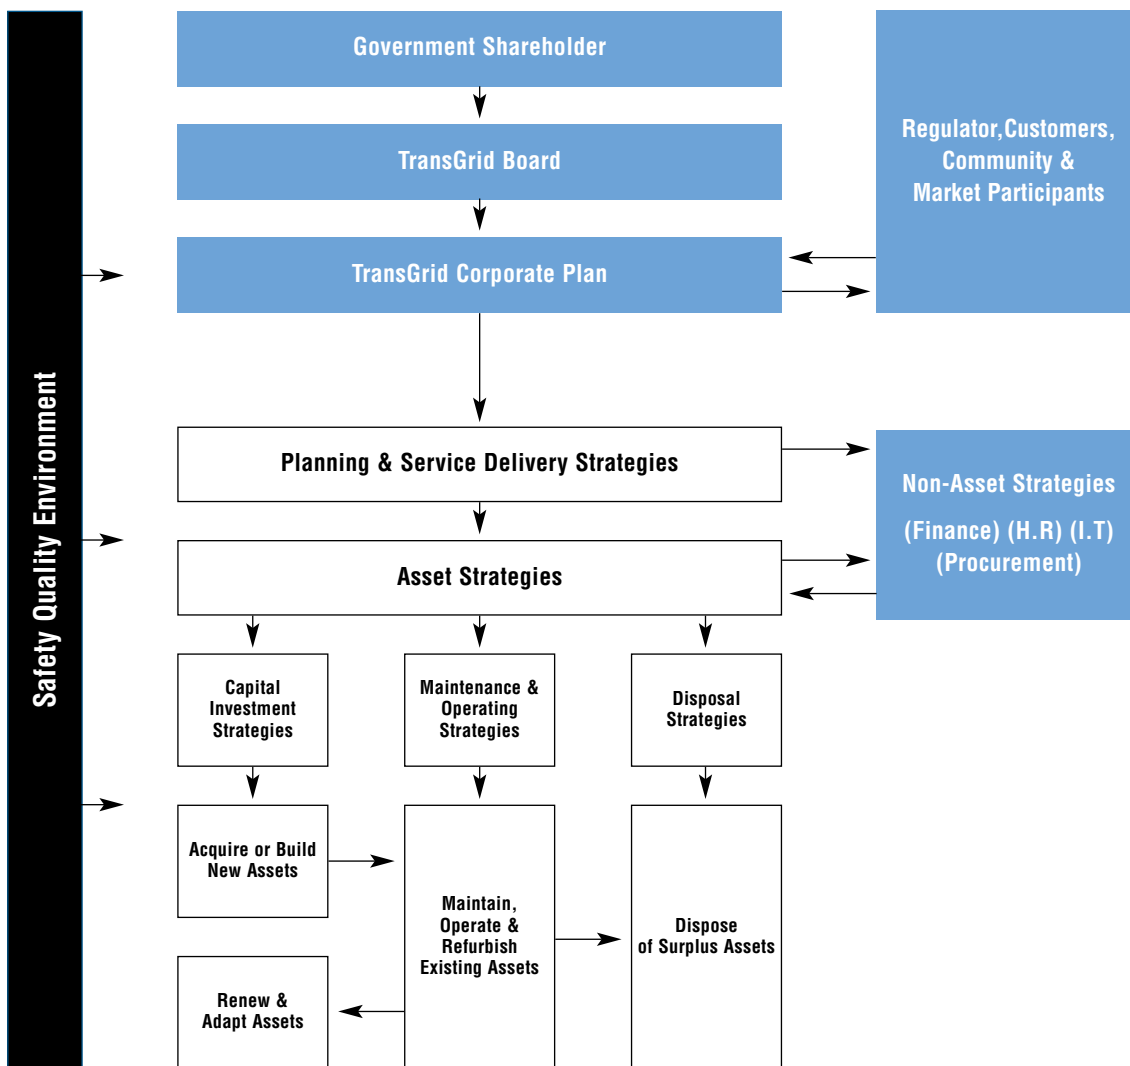 Government Shareholder
Regulator,Customers,
Community &
Market Participants
TransGrid Board
TransGrid Corporate Plan
Safety Quality Environment
Planning & Service Delivery Strategies
Non-Asset Strategies
(Finance) (H.R) (I.T)
(Procurement)
Asset Strategies
Capital
Investment
Strategies
Maintenance &
Operating
Strategies
Disposal
Strategies
Acquire or Build
New Assets
Maintain,
Operate &
Refurbish
Existing Assets
Dispose
of Surplus Assets
Renew &
Adapt Assets